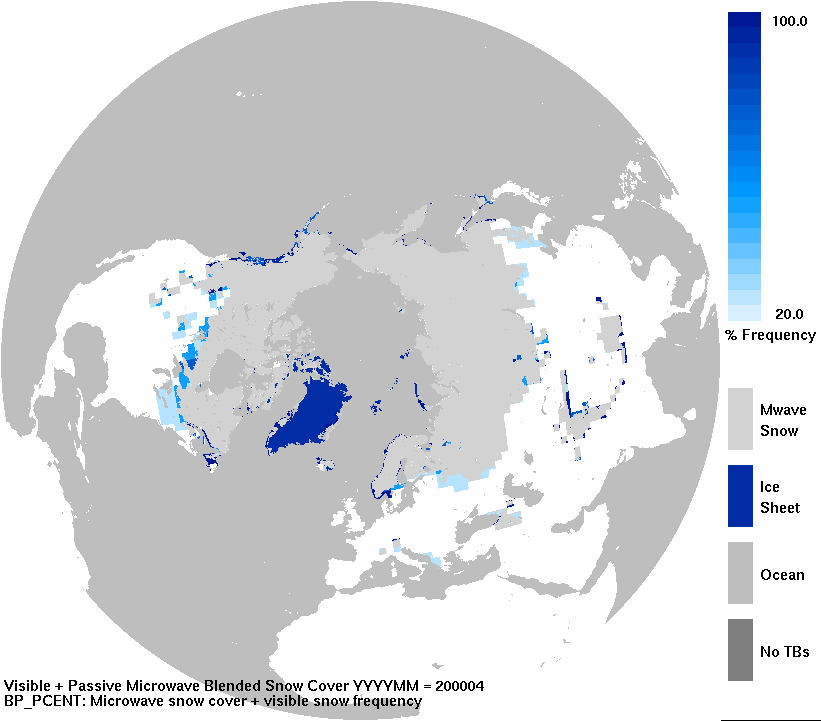 100.0
20.0
% Frequency
Mwave
Snow
Ice
Sheet
Ocean
No TBs
Visible + Passive Microwave Blended Snow Cover YYYYMM = 200004
BP_PCENT: Microwave snow cover + visible snow frequency